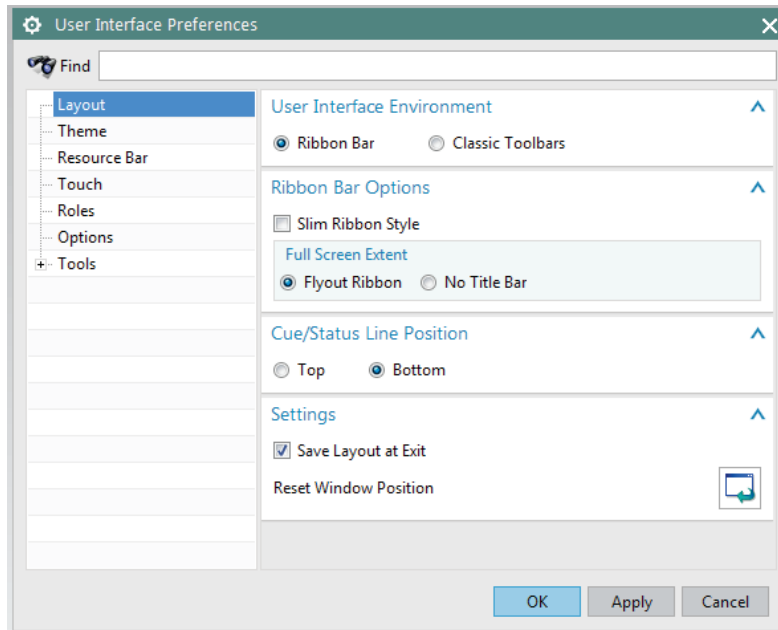 User Interface Preferences
Find
Layout
Theme
Resource Bar
Touch
Roles
Options
Tools
User Interface Environment
Ribbon Bar Classic Toolbars
Ribbon Bar Options
Slim Ribbon Style
Full Screen Extent
Flyout Ribbon No Title Bar
Cue/Status Line Position
Top Bottom
Settings
Save Layout at Exit
Reset Window Position
OK Apply Cancel